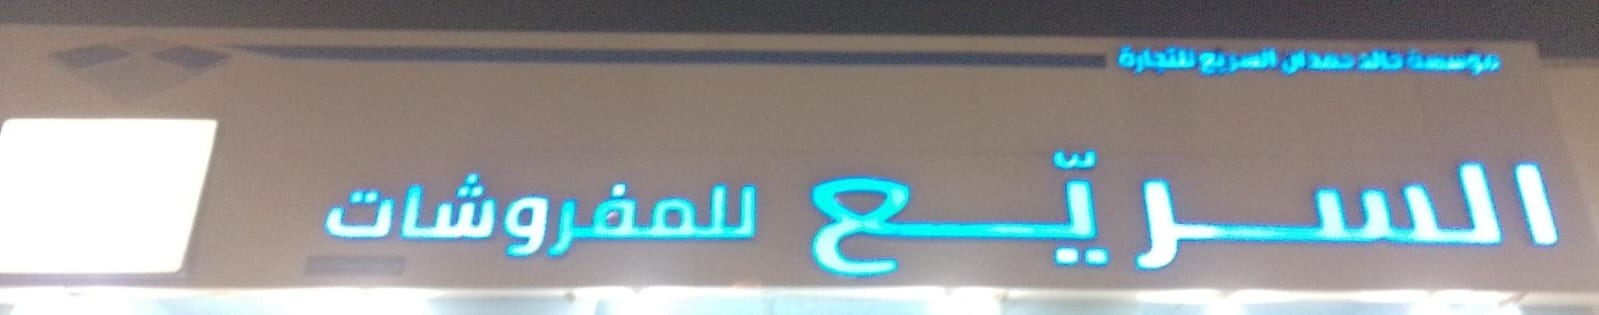 مؤسسة خالد حمدان السريع للتجارة
السريّع للمفروشات